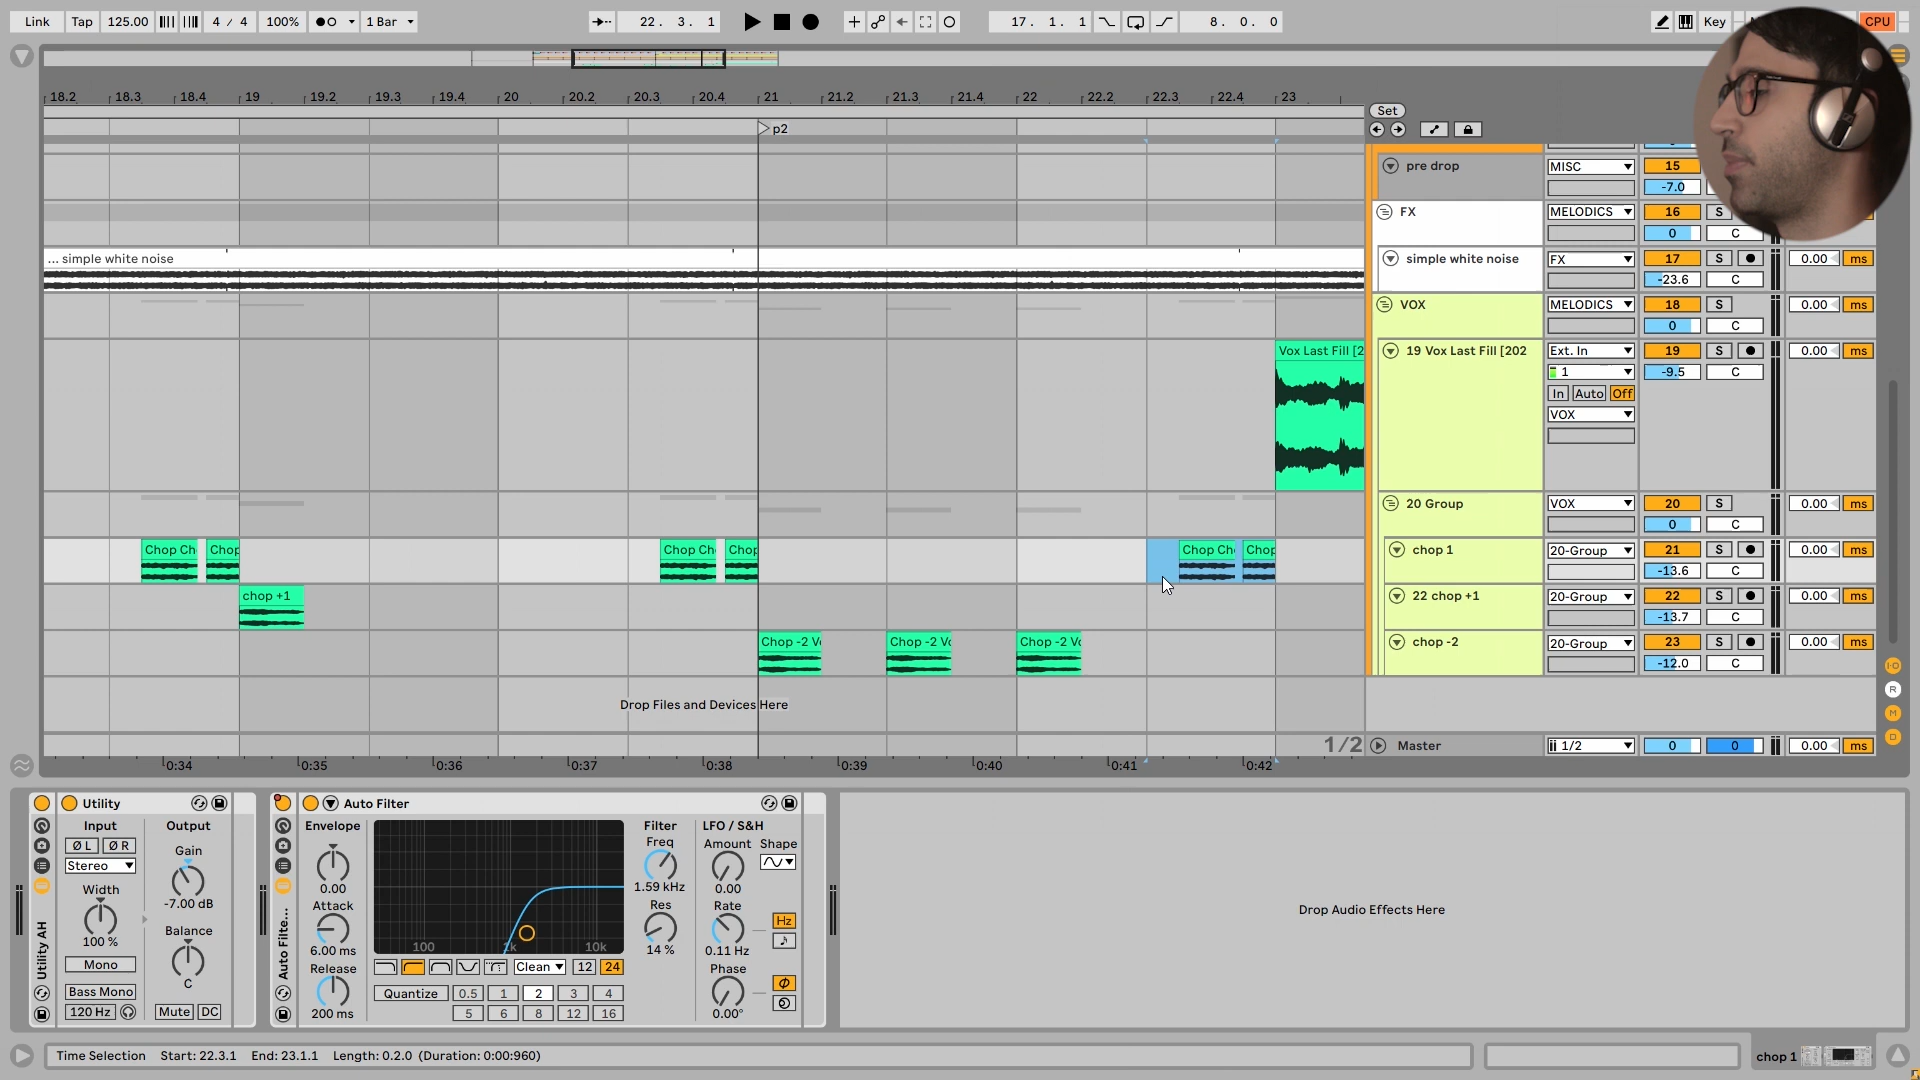 Link Tap 125.00 4 / 4 100% 1 Bar 22. 3. 1 17. 1. 1 8. 0. 0 Key CPU
18.2 18.3 18.4 19 19.2 19.3 19.4 20 20.2 20.3 20.4 21 21.2 21.3 21.4 22 22.2 22.3 22.4 23
Set
p2
pre drop MISC 15
-7.0
FX MELODICS 16 S
0 C
... simple white noise
simple white noise FX 17 S 0.00 ms
-23.6 C
VOX MELODICS 18 S 0.00 ms
0 C
Vox Last Fill [2
19 Vox Last Fill [202 Ext. In 19 S 0.00 ms
1 -9.5 C
In Auto Off
VOX
20 Group VOX 20 S 0.00 ms
0 C
Chop Ch Chop Chop Ch Chop Chop Ch Chop
chop 1 20-Group 21 S 0.00 ms
-13.6 C
chop +1
22 chop +1 20-Group 22 S 0.00 ms
-13.7 C
Chop -2 V Chop -2 Vo Chop -2 Vo
chop -2 20-Group 23 S 0.00 ms
-12.0 C
I·O
R
M
D
Drop Files and Devices Here
1/2 Master 1/2 0 0 0.00 ms
0:34 0:35 0:36 0:37 0:38 0:39 0:40 0:41 0:42
Utility
Input Output
Ø L Ø R
Stereo
Gain
-7.00 dB
Width
100 %
Balance
C
Mono
Bass Mono
120 Hz
Mute DC
Utility AH
Auto Filter
Auto Filte...
Envelope
0.00
Attack
6.00 ms
Release
200 ms
100 1k 10k
Clean 12 24
Quantize 0.5 1 2 3 4
5 6 8 12 16
Filter
Freq
1.59 kHz
Res
14 %
LFO / S&H
Amount Shape
0.00
Rate
0.11 Hz
Hz
Phase
0.00°
Drop Audio Effects Here
Time Selection Start: 22.3.1 End: 23.1.1 Length: 0.2.0 (Duration: 0:00:960)
chop 1